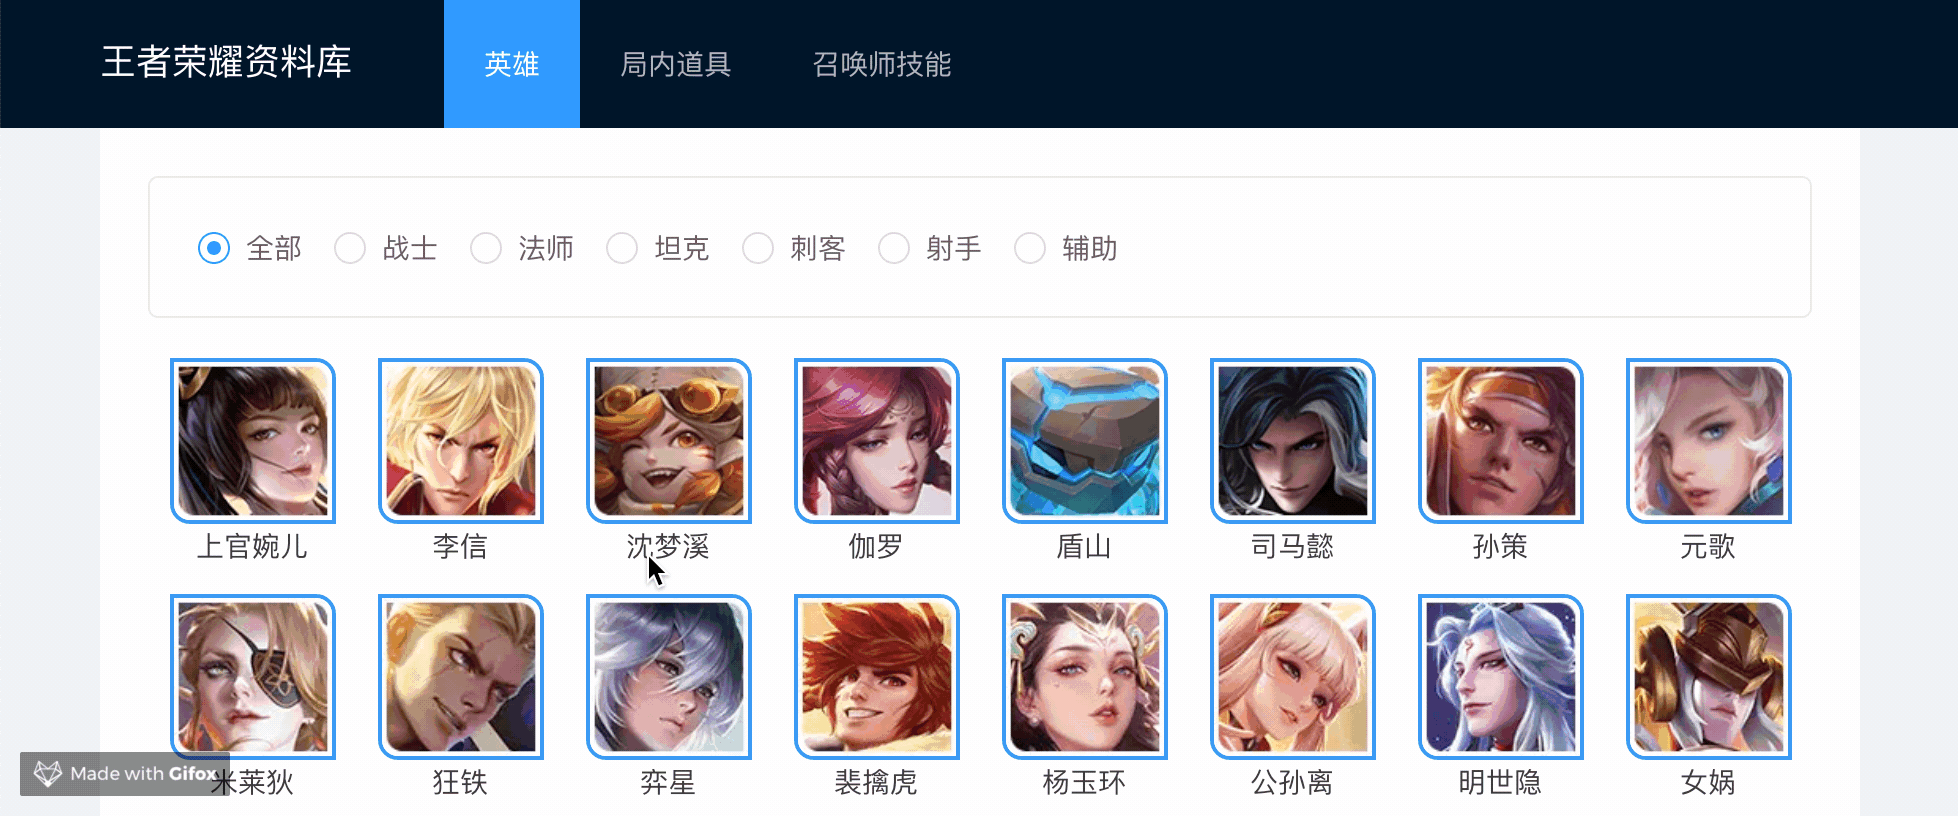 王者荣耀资料库 英雄 局内道具 召唤师技能
全部 战士 法师 坦克 刺客 射手 辅助
上官婉儿 李信 沈梦溪 伽罗 盾山 司马懿 孙策 元歌
米莱狄 狂铁 弈星 裴擒虎 杨玉环 公孙离 明世隐 女娲
Made with Gifox